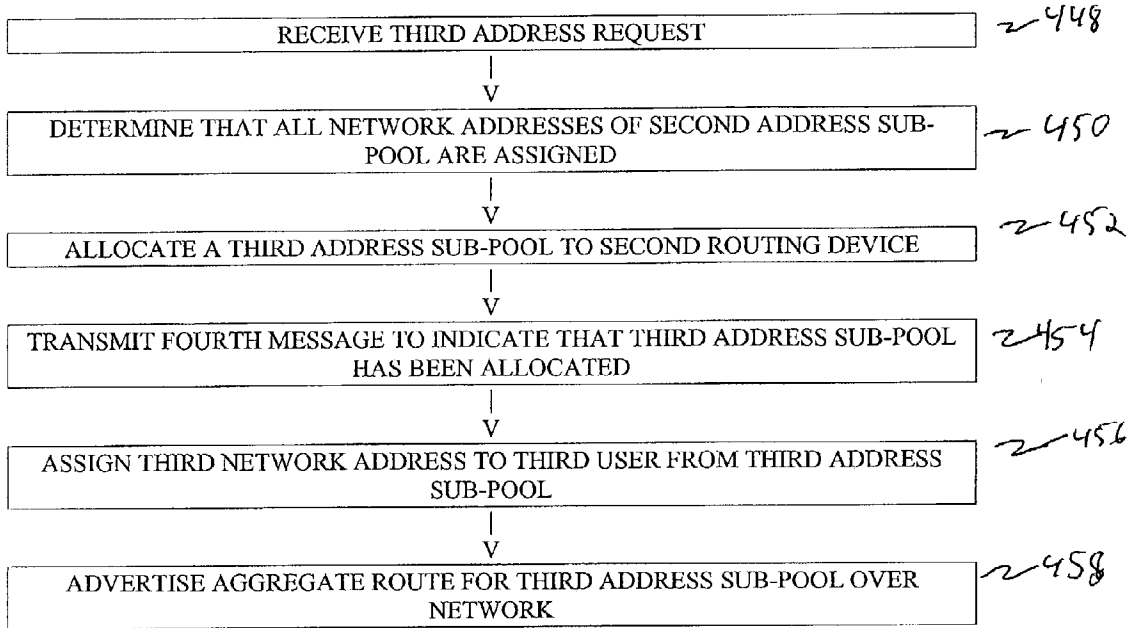 RECEIVE THIRD ADDRESS REQUEST 448
V
DETERMINE THAT ALL NETWORK ADDRESSES OF SECOND ADDRESS SUB-
POOL ARE ASSIGNED 450
V
ALLOCATE A THIRD ADDRESS SUB-POOL TO SECOND ROUTING DEVICE 452
V
TRANSMIT FOURTH MESSAGE TO INDICATE THAT THIRD ADDRESS SUB-POOL
HAS BEEN ALLOCATED 454
V
ASSIGN THIRD NETWORK ADDRESS TO THIRD USER FROM THIRD ADDRESS
SUB-POOL 456
V
ADVERTISE AGGREGATE ROUTE FOR THIRD ADDRESS SUB-POOL OVER
NETWORK 458